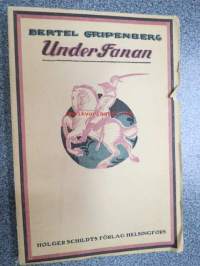 BERTEL GRIPENBERG
Under Fanan
HOLGER SCHILDTS FÖRLAG HELSINGFORS